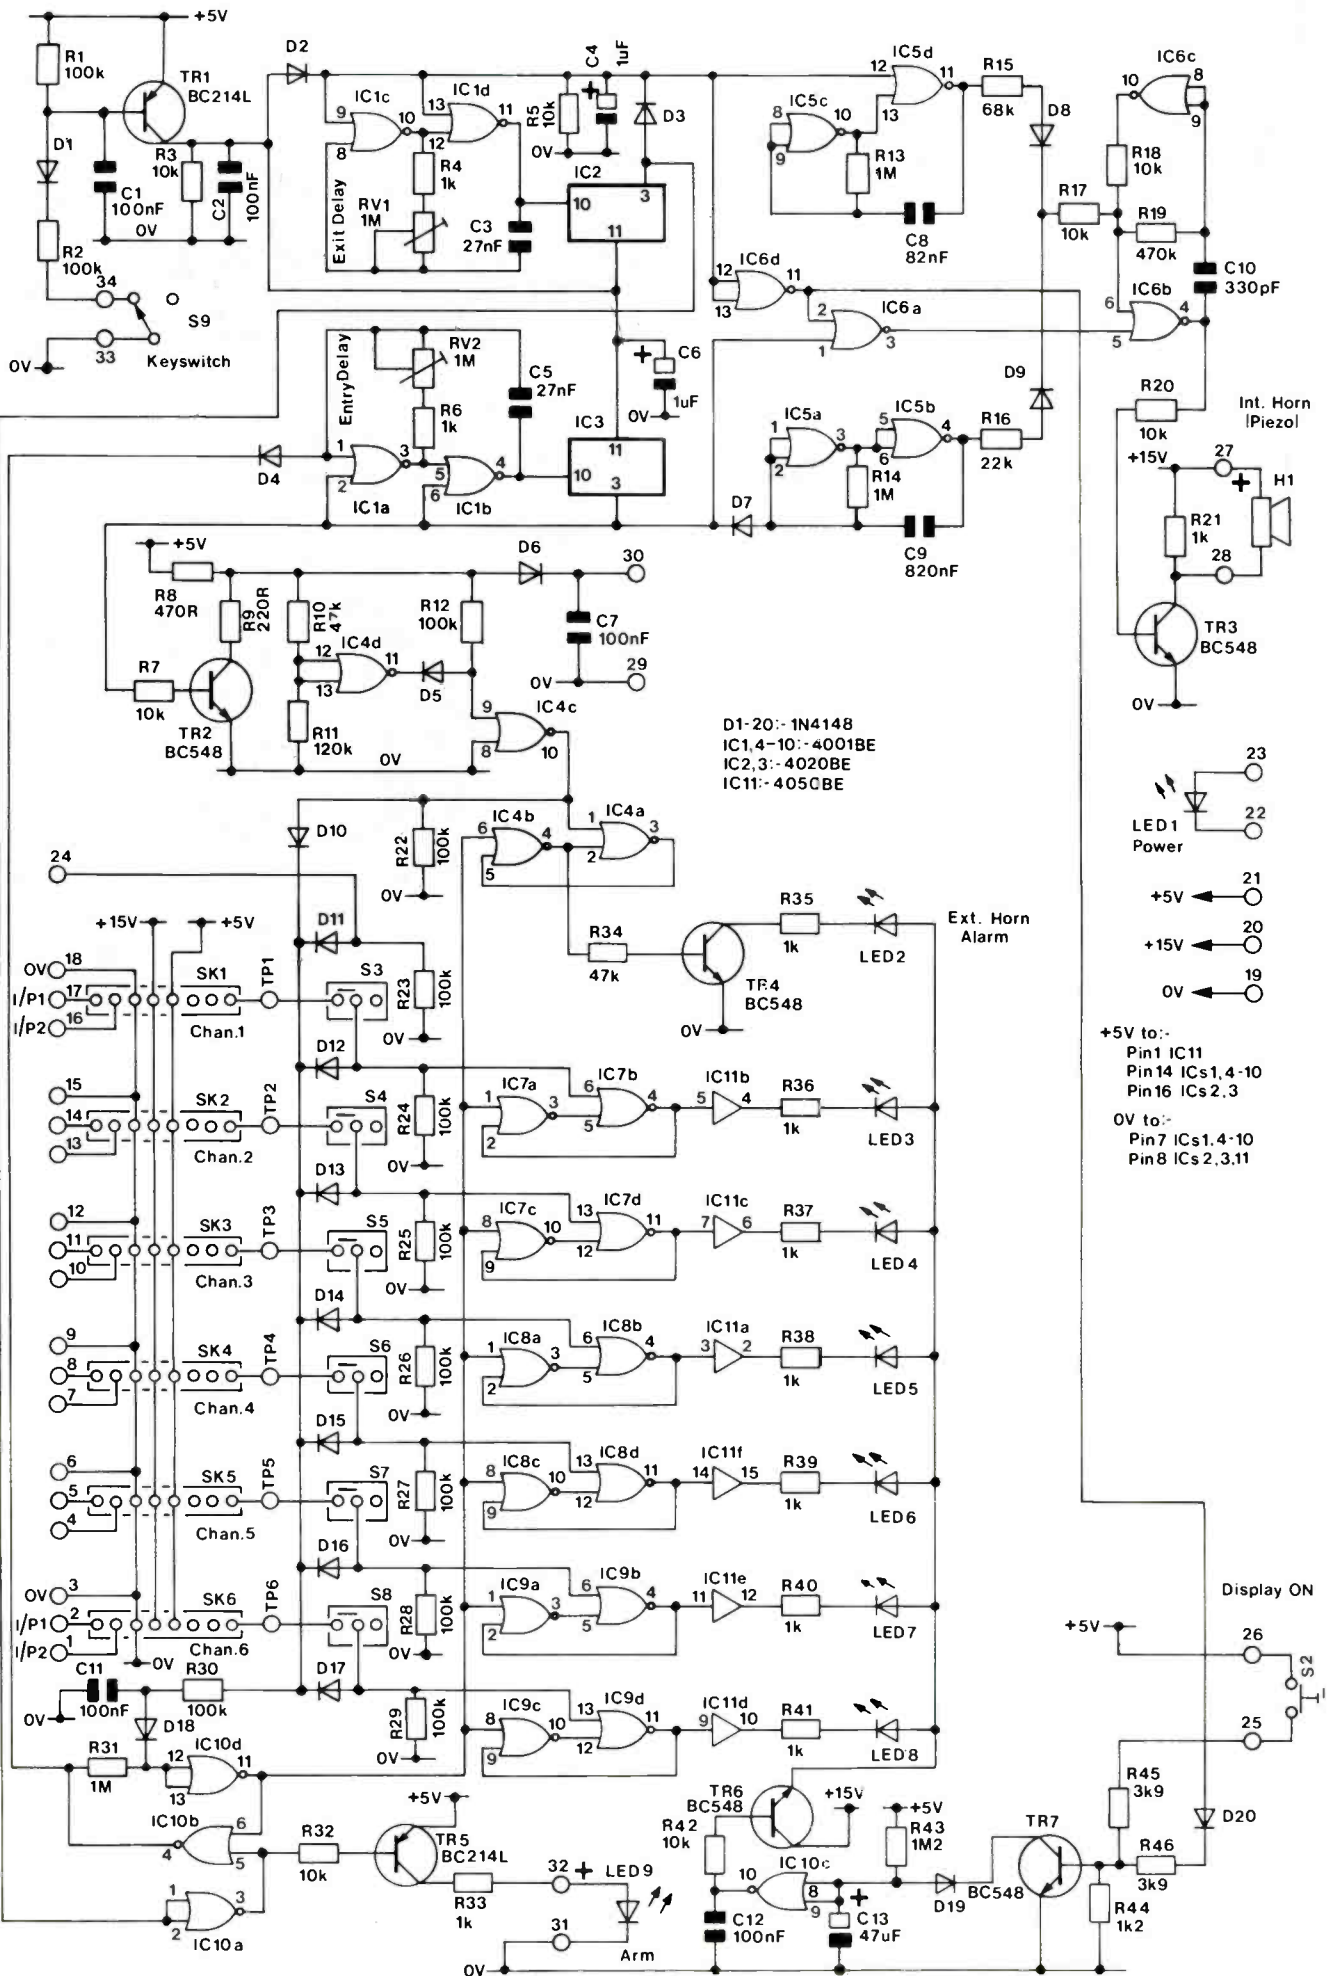 +5V
R1
100k
TR1
BC214L
D1
R3
10k
C1
100nF
C2
100nF
0V
R2
100k
34
S9
33
Keyswitch
0V
D2
IC1c
9
8
10
IC1d
13
12
11
R4
1k
RV1
1M
Exit Delay
C3
27nF
R5
10k
C4
1uF
+
0V
D3
IC2
10
3
11
IC5d
12
13
11
R15
68k
IC5c
8
9
10
R13
1M
C8
82nF
D8
R17
10k
IC6c
10
8
9
R18
10k
R19
470k
C10
330pF
IC6d
12
13
11
IC6a
2
1
3
IC6b
6
5
4
Entry Delay
RV2
1M
R6
1k
C5
27nF
C6
1uF
+
0V
IC3
11
10
3
D4
1
2
3
IC1a
5
6
4
IC1b
D9
IC5a
1
2
3
IC5b
5
6
4
R16
22k
R14
1M
D7
C9
820nF
R20
10k
Int. Horn
(Piezo)
+15V
27
+
H1
R21
1k
28
TR3
BC548
0V
+5V
R8
470R
R9
220R
R10
47k
R12
100k
D6
30
C7
100nF
29
0V
IC4d
12
13
11
D5
R7
10k
TR2
BC548
R11
120k
0V
IC4c
9
8
10
D1-20:- 1N4148
IC1,4-10:- 4001BE
IC2,3:- 4020BE
IC11:- 4050BE
23
22
LED1
Power
+5V
21
+15V
20
0V
19
+5V to:-
Pin1 IC11
Pin14 ICs1,4-10
Pin16 ICs2,3
0V to:-
Pin7 ICs1,4-10
Pin8 ICs2,3,11
D10
R22
100k
0V
IC4b
6
5
4
IC4a
1
2
3
24
R34
47k
TR4
BC548
0V
R35
1k
LED2
Ext. Horn
Alarm
+15V
+5V
0V
18
I/P1
17
I/P2
16
SK1
Chan.1
TP1
S3
D11
R23
100k
0V
15
14
13
SK2
Chan.2
TP2
S4
D12
R24
100k
0V
IC7a
1
2
3
IC7b
6
5
4
IC11b
5
4
R36
1k
LED3
12
11
10
SK3
Chan.3
TP3
S5
D13
R25
100k
0V
IC7c
8
9
10
IC7d
13
12
11
IC11c
7
6
R37
1k
LED4
9
8
7
SK4
Chan.4
TP4
S6
D14
R26
100k
0V
IC8a
1
2
3
IC8b
6
5
4
IC11a
3
2
R38
1k
LED5
6
5
4
SK5
Chan.5
TP5
S7
D15
R27
100k
0V
IC8c
8
9
10
IC8d
13
12
11
IC11f
14
15
R39
1k
LED6
0V
3
I/P1
2
I/P2
1
SK6
Chan.6
0V
TP6
S8
D16
R28
100k
0V
IC9a
1
2
3
IC9b
6
5
4
IC11e
11
12
R40
1k
LED7
D17
R29
100k
0V
IC9c
8
9
10
IC9d
13
12
11
IC11d
9
10
R41
1k
LED8
C11
100nF
0V
R30
100k
D18
R31
1M
IC10d
12
13
11
IC10b
6
5
4
IC10a
1
2
3
R32
10k
+5V
TR5
BC214L
R33
1k
32
+
LED9
31
Arm
0V
TR6
BC548
+15V
R42
10k
IC10c
10
8
9
C12
100nF
+
C13
47uF
+5V
R43
1M2
D19
TR7
BC548
R44
1k2
R45
3k9
R46
3k9
D20
Display ON
+5V
26
S2
25